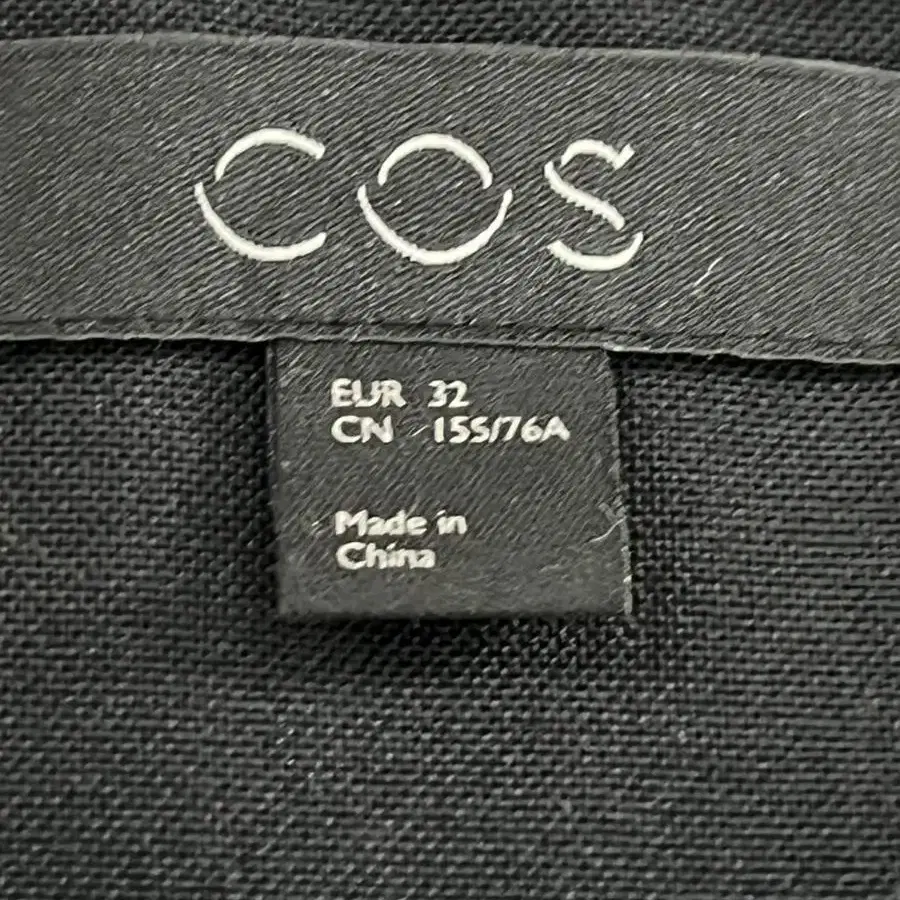 COS
EUR 32
CN 155/76A
Made in
China